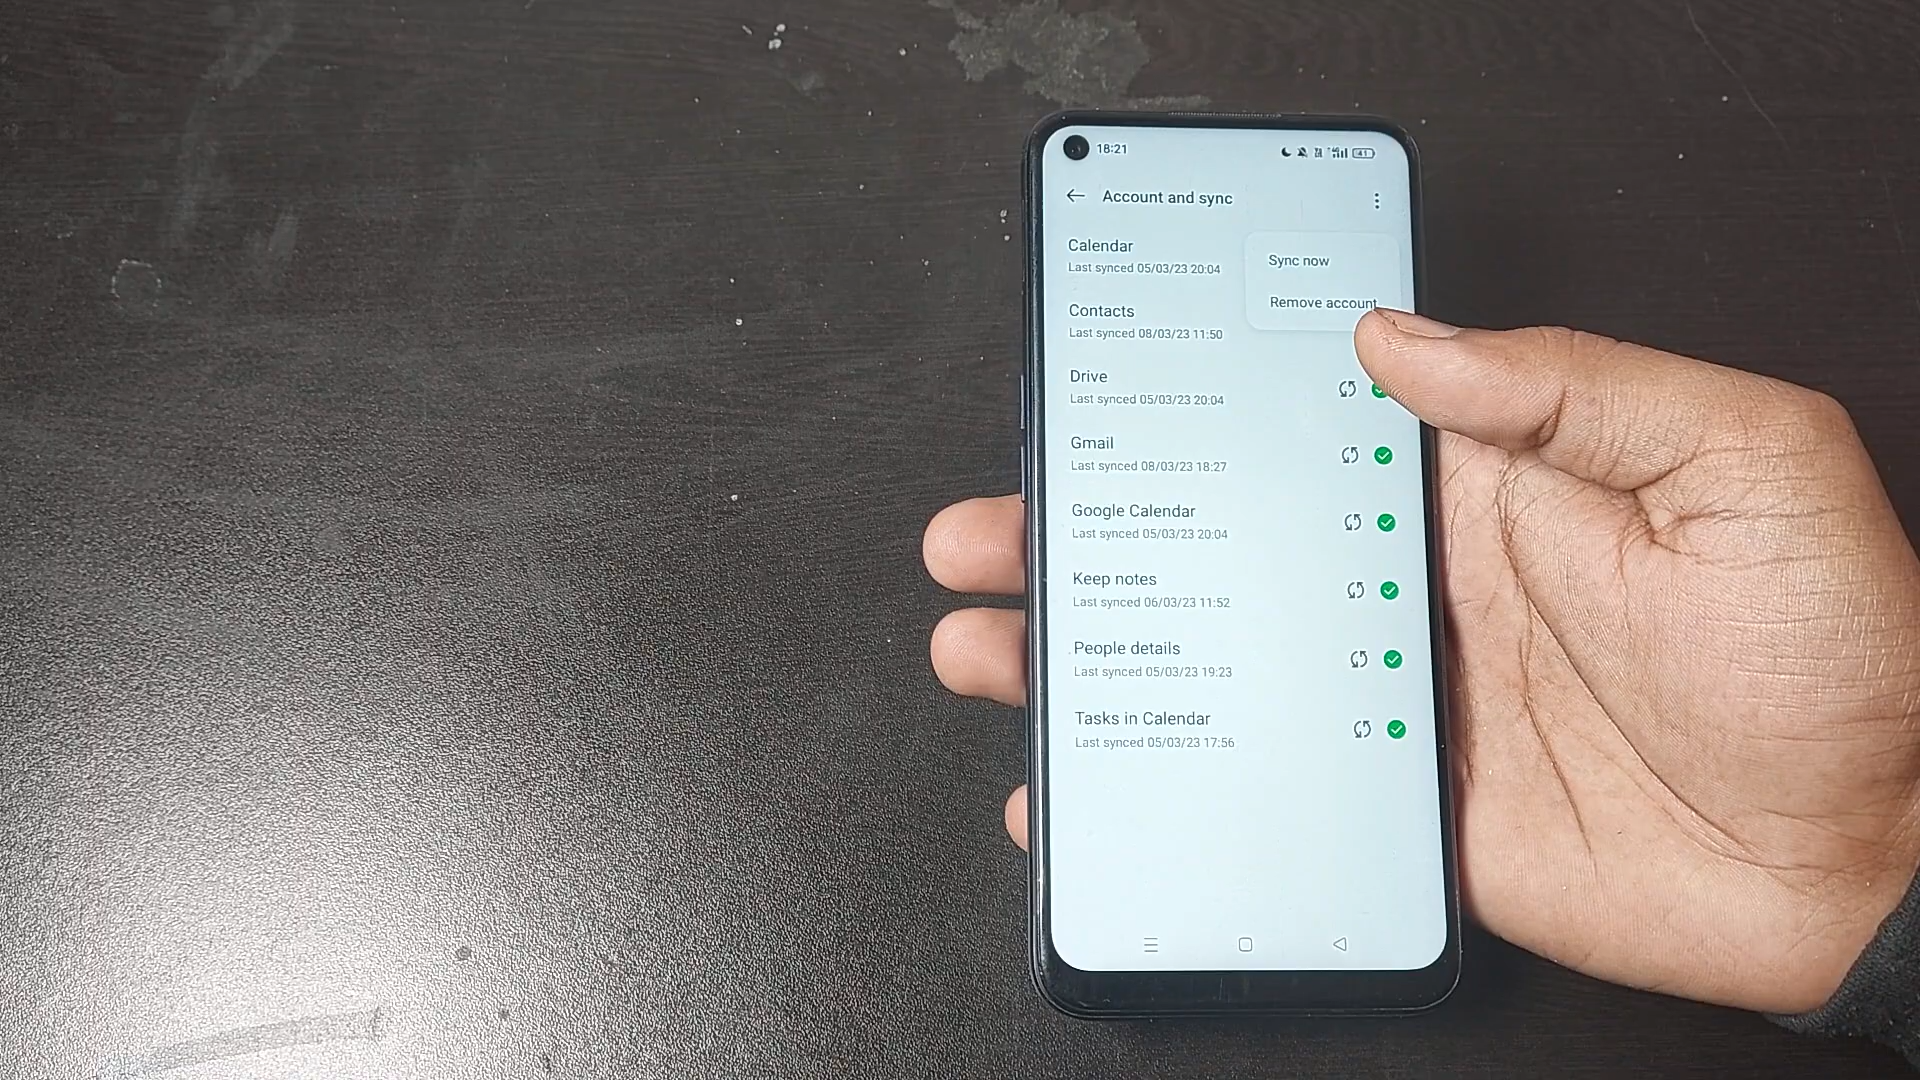 18:21
41
Account and sync
Calendar
Last synced 05/03/23 20:04
Sync now
Remove account
Contacts
Last synced 08/03/23 11:50
Drive
Last synced 05/03/23 20:04
Gmail
Last synced 08/03/23 18:27
Google Calendar
Last synced 05/03/23 20:04
Keep notes
Last synced 06/03/23 11:52
People details
Last synced 05/03/23 19:23
Tasks in Calendar
Last synced 05/03/23 17:56